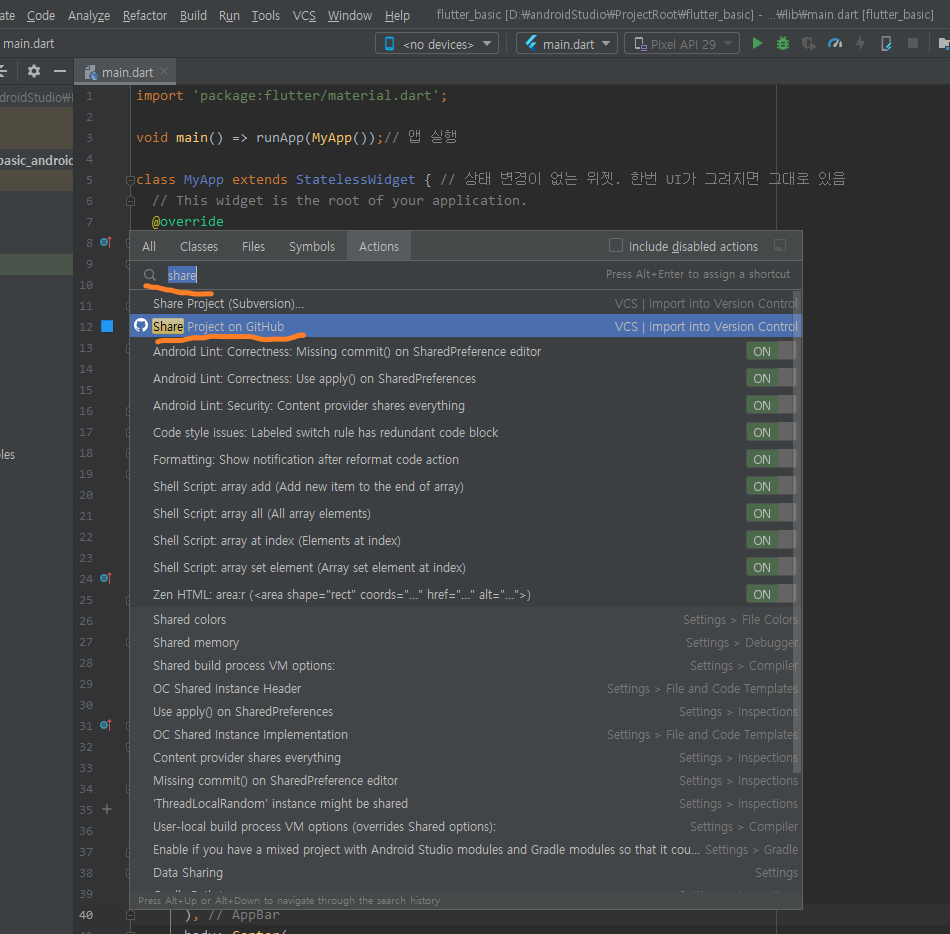 ate Code Analyze Refactor Build Run Tools VCS Window Help flutter_basic [D:₩androidStudio₩ProjectRoot₩flutter_basic] - ...₩lib₩main.dart [flutter_basic]
main.dart <no devices> main.dart Pixel API 29
main.dart
droidStudio₩
1 import 'package:flutter/material.dart';
2
3 void main() => runApp(MyApp());// 앱 실행
4
basic_android
5 class MyApp extends StatelessWidget { // 상태 변경이 없는 위젯. 한번 UI가 그려지면 그대로 있음
6 // This widget is the root of your application.
7 @override
8 All Classes Files Symbols Actions Include disabled actions
9 share Press Alt+Enter to assign a shortcut
10
11 Share Project (Subversion)... VCS | Import into Version Control
12 Share Project on GitHub VCS | Import into Version Control
13 Android Lint: Correctness: Missing commit() on SharedPreference editor ON
14 Android Lint: Correctness: Use apply() on SharedPreferences ON
15
16 Android Lint: Security: Content provider shares everything ON
17 Code style issues: Labeled switch rule has redundant code block ON
les
18 Formatting: Show notification after reformat code action ON
19 Shell Script: array add (Add new item to the end of array) ON
20
21 Shell Script: array all (All array elements) ON
22 Shell Script: array at index (Elements at index) ON
23 Shell Script: array set element (Array set element at index) ON
24
25 Zen HTML: area:r (<area shape="rect" coords="..." href="..." alt="...">) ON
26 Shared colors Settings > File Colors
27 Shared memory Settings > Debugger
28 Shared build process VM options: Settings > Compiler
29 OC Shared Instance Header Settings > File and Code Templates
30 Use apply() on SharedPreferences Settings > Inspections
31 OC Shared Instance Implementation Settings > File and Code Templates
32 Content provider shares everything Settings > Inspections
33
34 Missing commit() on SharedPreference editor Settings > Inspections
35 'ThreadLocalRandom' instance might be shared Settings > Inspections
36 User-local build process VM options (overrides Shared options): Settings > Compiler
37 Enable if you have a mixed project with Android Studio modules and Gradle modules so that it cou... Settings > Gradle
38 Data Sharing Settings
39 Press Alt+Up or Alt+Down to navigate through the search history
40 ), // AppBar
body: Center(